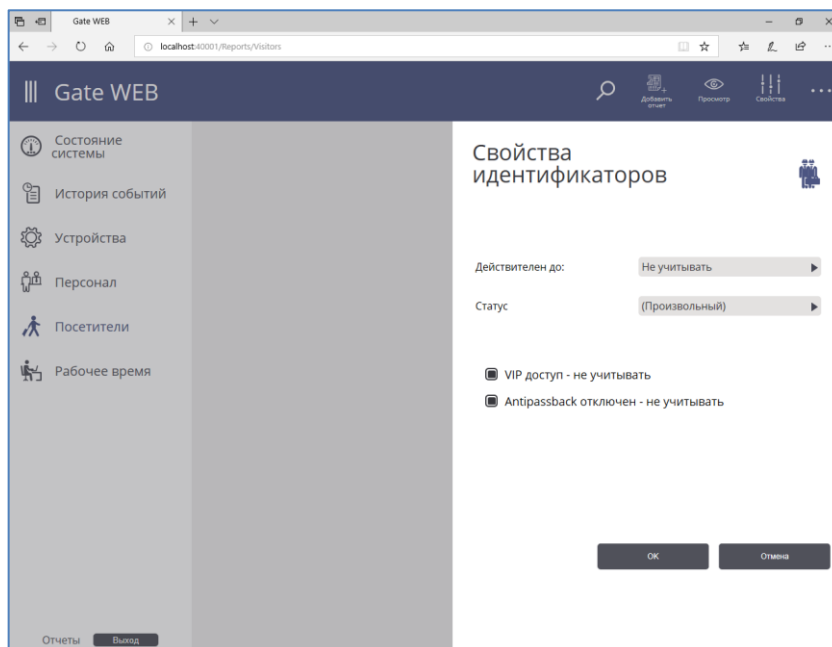 Gate WEB
localhost:40001/Reports/Visitors
Gate WEB
Добавить отчет
Просмотр
Свойства
Состояние
системы
История событий
Устройства
Персонал
Посетители
Рабочее время
Отчеты
Выход
Свойства
идентификаторов
Действителен до:
Не учитывать
Статус
(Произвольный)
VIP доступ - не учитывать
Antipassback отключен - не учитывать
OK
Отмена